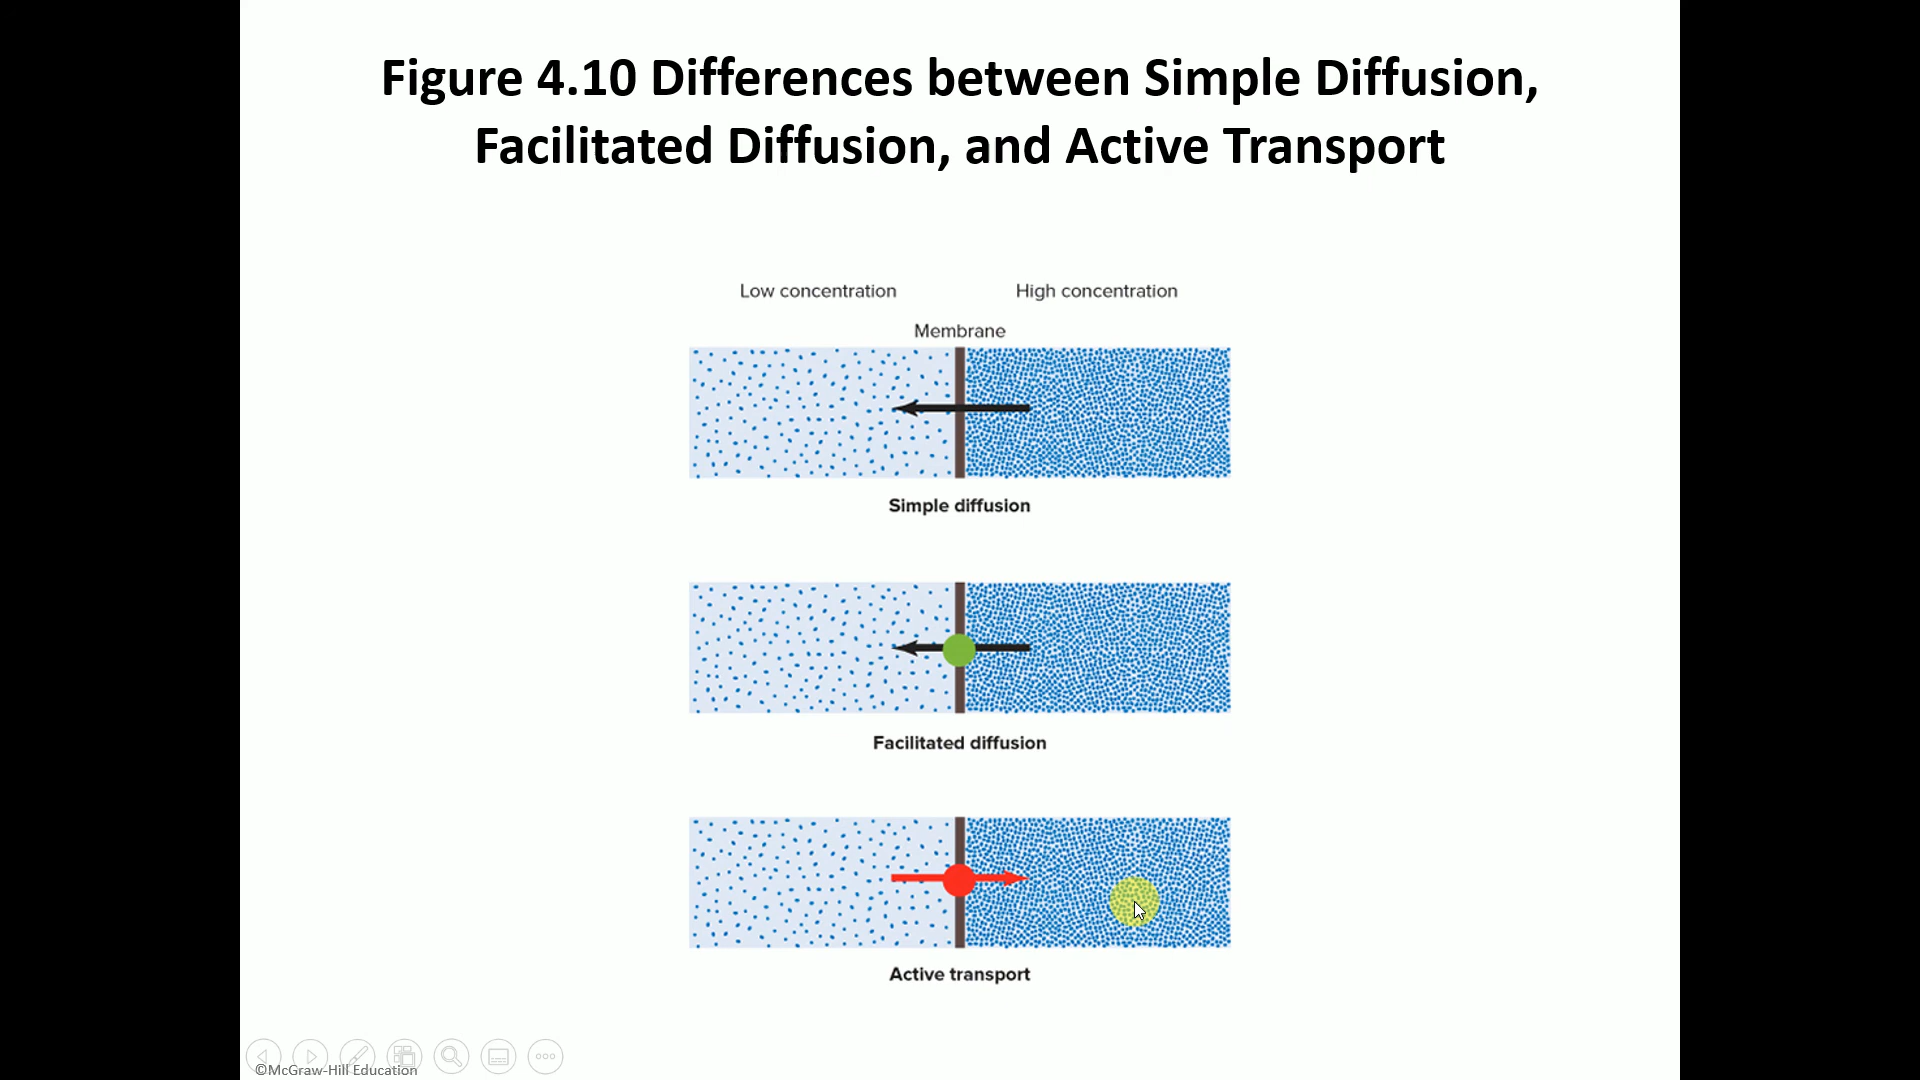 Figure 4.10 Differences between Simple Diffusion,
Facilitated Diffusion, and Active Transport
Low concentration
High concentration
Membrane
Simple diffusion
Facilitated diffusion
Active transport
©McGraw-Hill Education